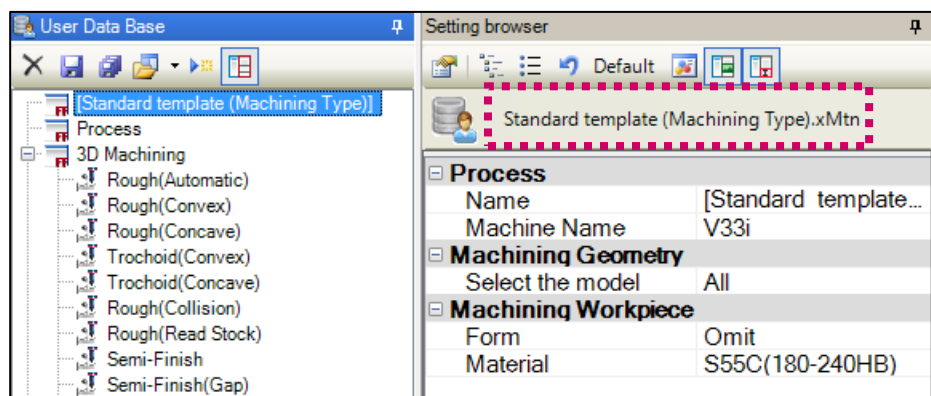 User Data Base
[Standard template (Machining Type)]
Process
3D Machining
Rough(Automatic)
Rough(Convex)
Rough(Concave)
Trochoid(Convex)
Trochoid(Concave)
Rough(Collision)
Rough(Read Stock)
Semi-Finish
Semi-Finish(Gap)
Setting browser
Default
Standard template (Machining Type).xMtn
Process
Name [Standard template...
Machine Name V33i
Machining Geometry
Select the model All
Machining Workpiece
Form Omit
Material S55C(180-240HB)